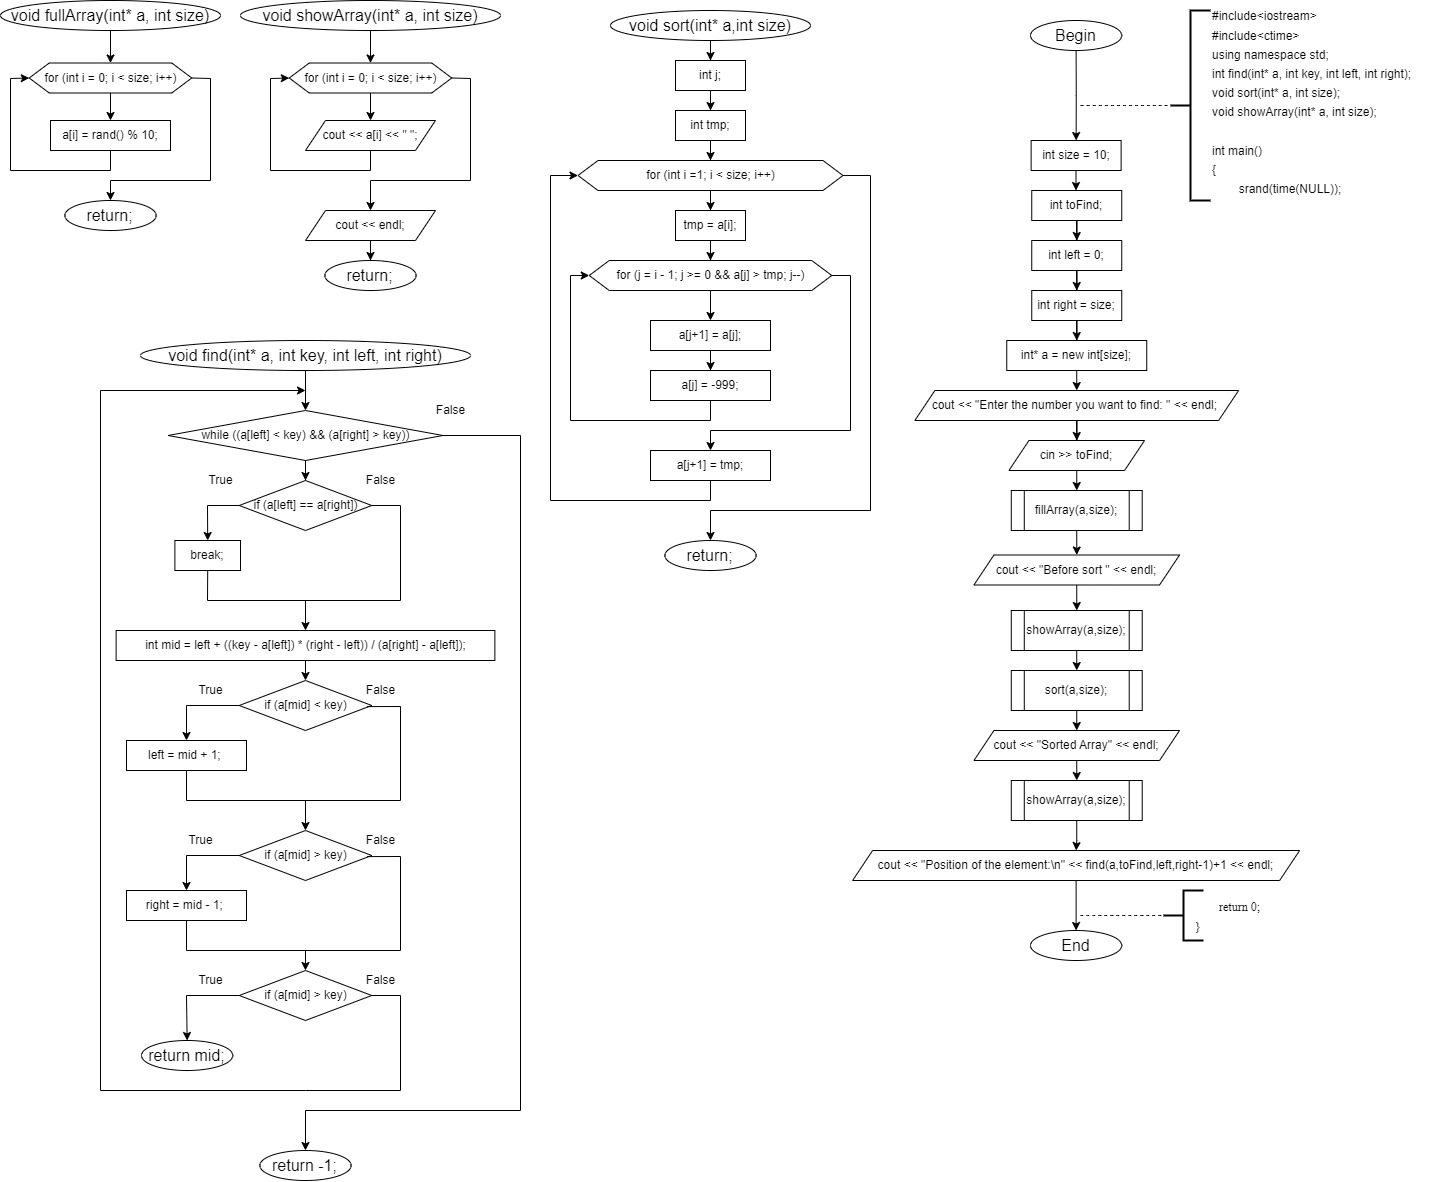 void fullArray(int* a, int size)
for (int i = 0; i < size; i++)
a[i] = rand() % 10;
return;
void showArray(int* a, int size)
for (int i = 0; i < size; i++)
cout << a[i] << " ";
cout << endl;
return;
void find(int* a, int key, int left, int right)
False
while ((a[left] < key) && (a[right] > key))
True
False
if (a[left] == a[right])
break;
int mid = left + ((key - a[left]) * (right - left)) / (a[right] - a[left]);
True
False
if (a[mid] < key)
left = mid + 1;
True
False
if (a[mid] > key)
right = mid - 1;
True
False
if (a[mid] > key)
return mid;
return -1;
void sort(int* a,int size)
int j;
int tmp;
for (int i =1; i < size; i++)
tmp = a[i];
for (j = i - 1; j >= 0 && a[j] > tmp; j--)
a[j+1] = a[j];
a[j] = -999;
a[j+1] = tmp;
return;
Begin
#include<iostream>
#include<ctime>
using namespace std;
int find(int* a, int key, int left, int right);
void sort(int* a, int size);
void showArray(int* a, int size);
int main()
{
srand(time(NULL));
int size = 10;
int toFind;
int left = 0;
int right = size;
int* a = new int[size];
cout << "Enter the number you want to find: " << endl;
cin >> toFind;
fillArray(a,size);
cout << "Before sort " << endl;
showArray(a,size);
sort(a,size);
cout << "Sorted Array" << endl;
showArray(a,size);
cout << "Position of the element:\n" << find(a,toFind,left,right-1)+1 << endl;
return 0;
}
End